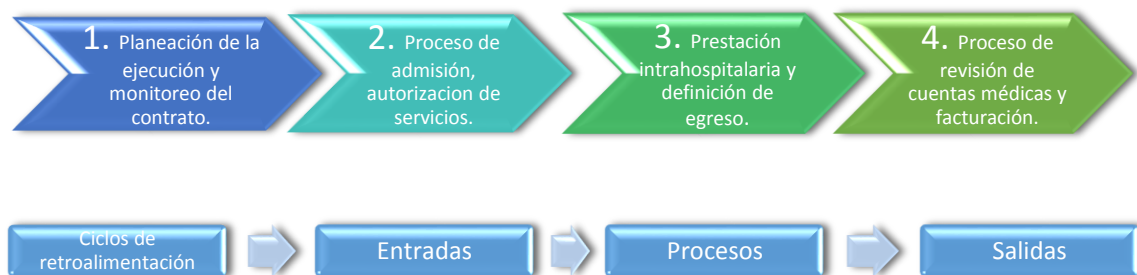 1. Planeación de la
ejecución y
monitoreo del
contrato.
2. Proceso de
admisión,
autorizacion de
servicios.
3. Prestación
intrahospitalaria y
definición de
egreso.
4. Proceso de
revisión de
cuentas médicas y
facturación.
Ciclos de
retroalimentación
Entradas
Procesos
Salidas